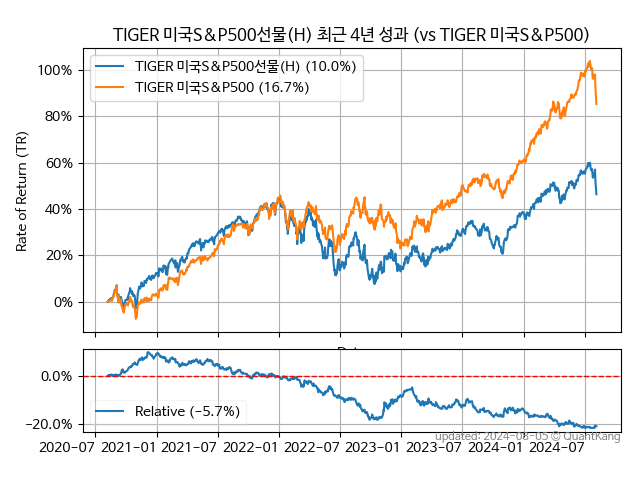 TIGER 미국S&P500선물(H) 최근 4년 성과 (vs TIGER 미국S&P500)
TIGER 미국S&P500선물(H) (10.0%)
TIGER 미국S&P500 (16.7%)
Rate of Return (TR)
100%
80%
60%
40%
20%
0%
0.0%
−20.0%
Relative (−5.7%)
updated: 2024-08-05 © QuantKang
2020-07 2021-01 2021-07 2022-01 2022-07 2023-01 2023-07 2024-01 2024-07